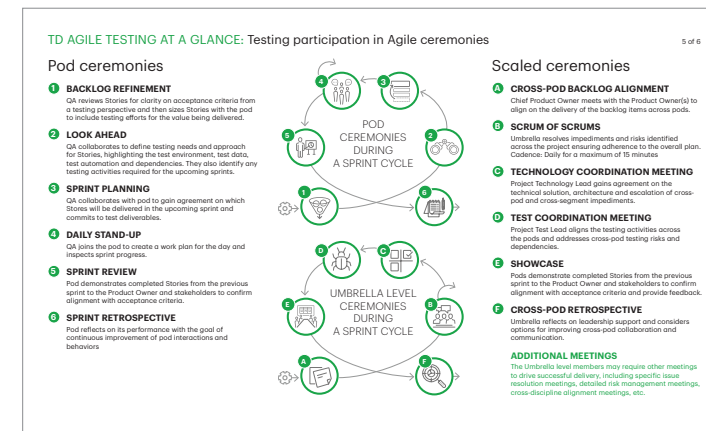 TD AGILE TESTING AT A GLANCE: Testing participation in Agile ceremonies
5 of 6
Pod ceremonies
1 BACKLOG REFINEMENT
QA reviews Stories for clarity on acceptance criteria from
a testing perspective and then sizes Stories with the pod
to include testing efforts for the value being delivered.
2 LOOK AHEAD
QA collaborates to define testing needs and approach
for Stories, highlighting the test environment, test data,
test automation and dependencies. They also identify any
testing activities required for the upcoming sprints.
3 SPRINT PLANNING
QA collaborates with pod to gain agreement on which
Stores will be delivered in the upcoming sprint and
commits to test deliverables.
4 DAILY STAND-UP
QA joins the pod to create a work plan for the day and
inspects sprint progress.
5 SPRINT REVIEW
Pod demonstrates completed Stories from the previous
sprint to the Product Owner and stakeholders to confirm
alignment with acceptance criteria.
6 SPRINT RETROSPECTIVE
Pod reflects on its performance with the goal of
continuous improvement of pod interactions and
behaviors
4
3
5
2
1
6
POD
CEREMONIES
DURING
A SPRINT CYCLE
D
C
E
B
A
F
UMBRELLA LEVEL
CEREMONIES
DURING
A SPRINT CYCLE
Scaled ceremonies
A CROSS-POD BACKLOG ALIGNMENT
Chief Product Owner meets with the Product Owner(s) to
align on the delivery of the backlog items across pods.
B SCRUM OF SCRUMS
Umbrella resolves impediments and risks identified
across the project ensuring adherence to the overall plan.
Cadence: Daily for a maximum of 15 minutes
C TECHNOLOGY COORDINATION MEETING
Project Technology Lead gains agreement on the
technical solution, architecture and escalation of cross-
pod and cross-segment impediments.
D TEST COORDINATION MEETING
Project Test Lead aligns the testing activities across
the pods and addresses cross-pod testing risks and
dependencies.
E SHOWCASE
Pods demonstrate completed Stories from the previous
sprint to the Product Owner and stakeholders to confirm
alignment with acceptance criteria and provide feedback.
F CROSS-POD RETROSPECTIVE
Umbrella reflects on leadership support and considers
options for improving cross-pod collaboration and
communication.
ADDITIONAL MEETINGS
The Umbrella level members may require other meetings
to drive successful delivery, including specific issue
resolution meetings, detailed risk management meetings,
cross-discipline alignment meetings, etc.